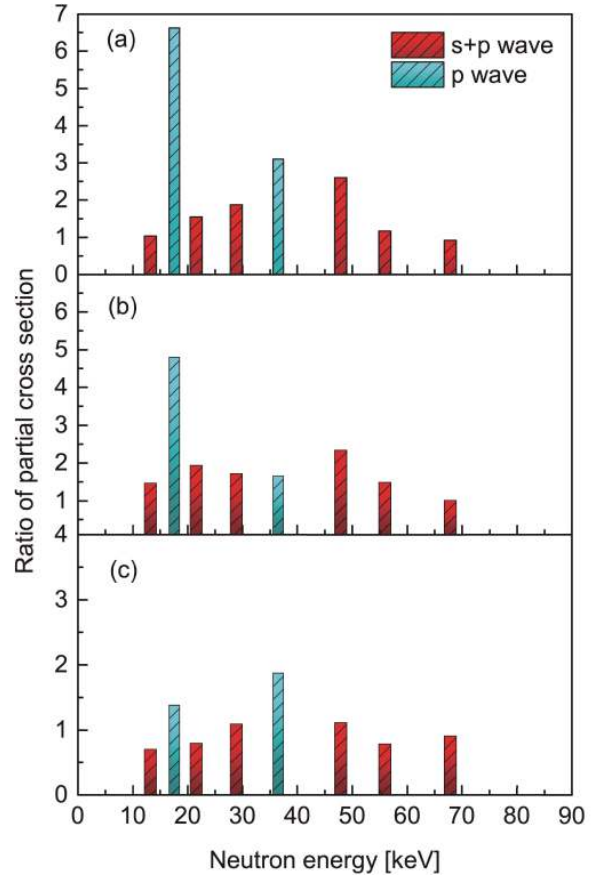 7
(a)
s+p wave
6
p wave
5
4
3
2
1
0
(b)
6
5
4
3
2
1
4
(c)
3
2
1
0
0 10 20 30 40 50 60 70 80 90
Ratio of partial cross section
Neutron energy [keV]